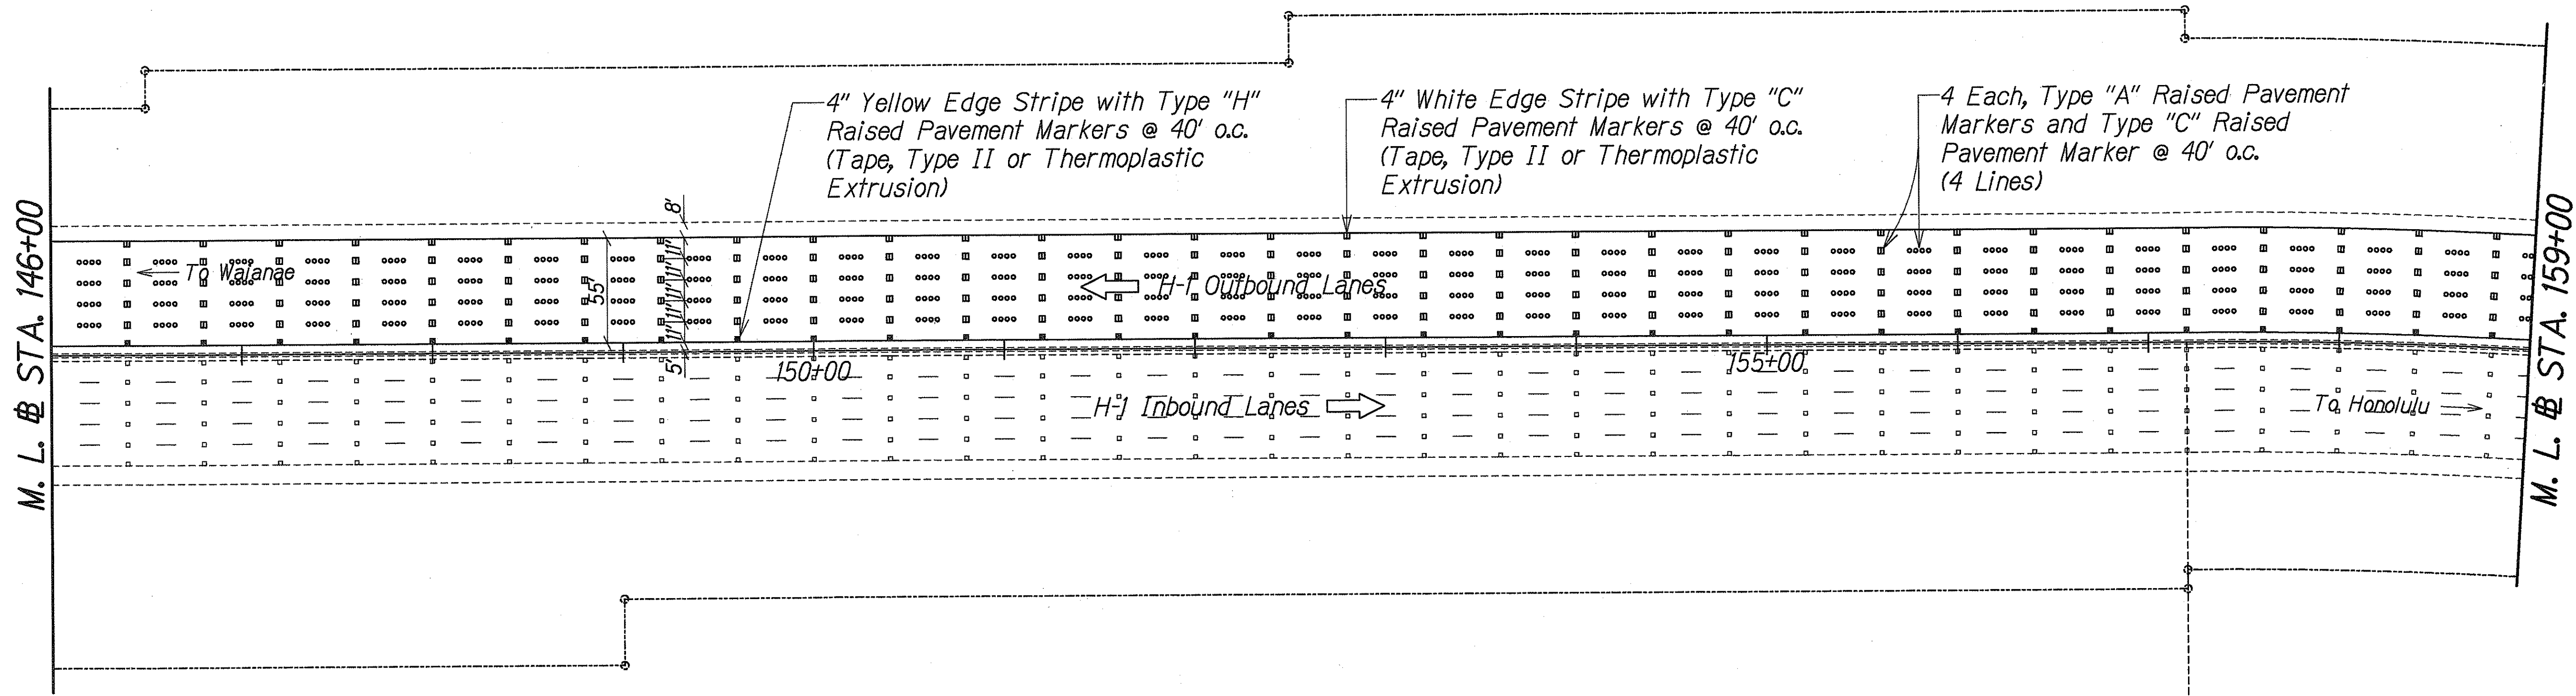 4" Yellow Edge Stripe with Type "H"
Raised Pavement Markers @ 40' o.c.
(Tape, Type II or Thermoplastic
Extrusion)
4" White Edge Stripe with Type "C"
Raised Pavement Markers @ 40' o.c.
(Tape, Type II or Thermoplastic
Extrusion)
4 Each, Type "A" Raised Pavement
Markers and Type "C" Raised
Pavement Marker @ 40' o.c.
(4 Lines)
M. L. ⅊ STA. 146+00
8'
11'
11'
11'
11'
11'
55'
5'
To Waianae
H-1 Outbound Lanes
150+00
155+00
H-1 Inbound Lanes
To Honolulu
M. L. ⅊ STA. 159+00